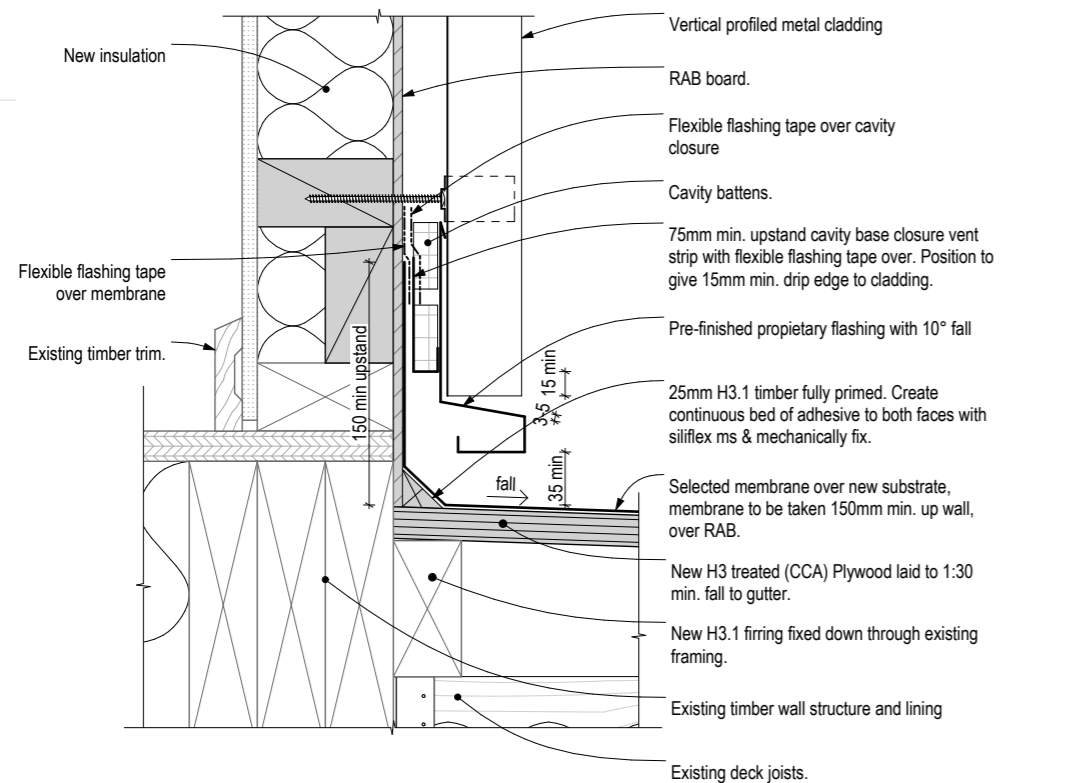 New insulation
Flexible flashing tape
over membrane
Existing timber trim.
150 min upstand
fall
35 min
3-5
15 min
Vertical profiled metal cladding
RAB board.
Flexible flashing tape over cavity
closure
Cavity battens.
75mm min. upstand cavity base closure vent
strip with flexible flashing tape over. Position to
give 15mm min. drip edge to cladding.
Pre-finished propietary flashing with 10° fall
25mm H3.1 timber fully primed. Create
continuous bed of adhesive to both faces with
siliflex ms & mechanically fix.
Selected membrane over new substrate,
membrane to be taken 150mm min. up wall,
over RAB.
New H3 treated (CCA) Plywood laid to 1:30
min. fall to gutter.
New H3.1 firring fixed down through existing
framing.
Existing timber wall structure and lining
Existing deck joists.